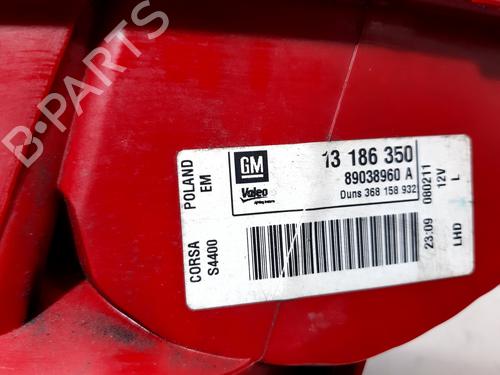 B-PARTS
GM
Valeo
13 186 350
89038960 A
Duns 368 158 932
POLAND
EM
CORSA
S4400
23:09 080211
12V L
LHD